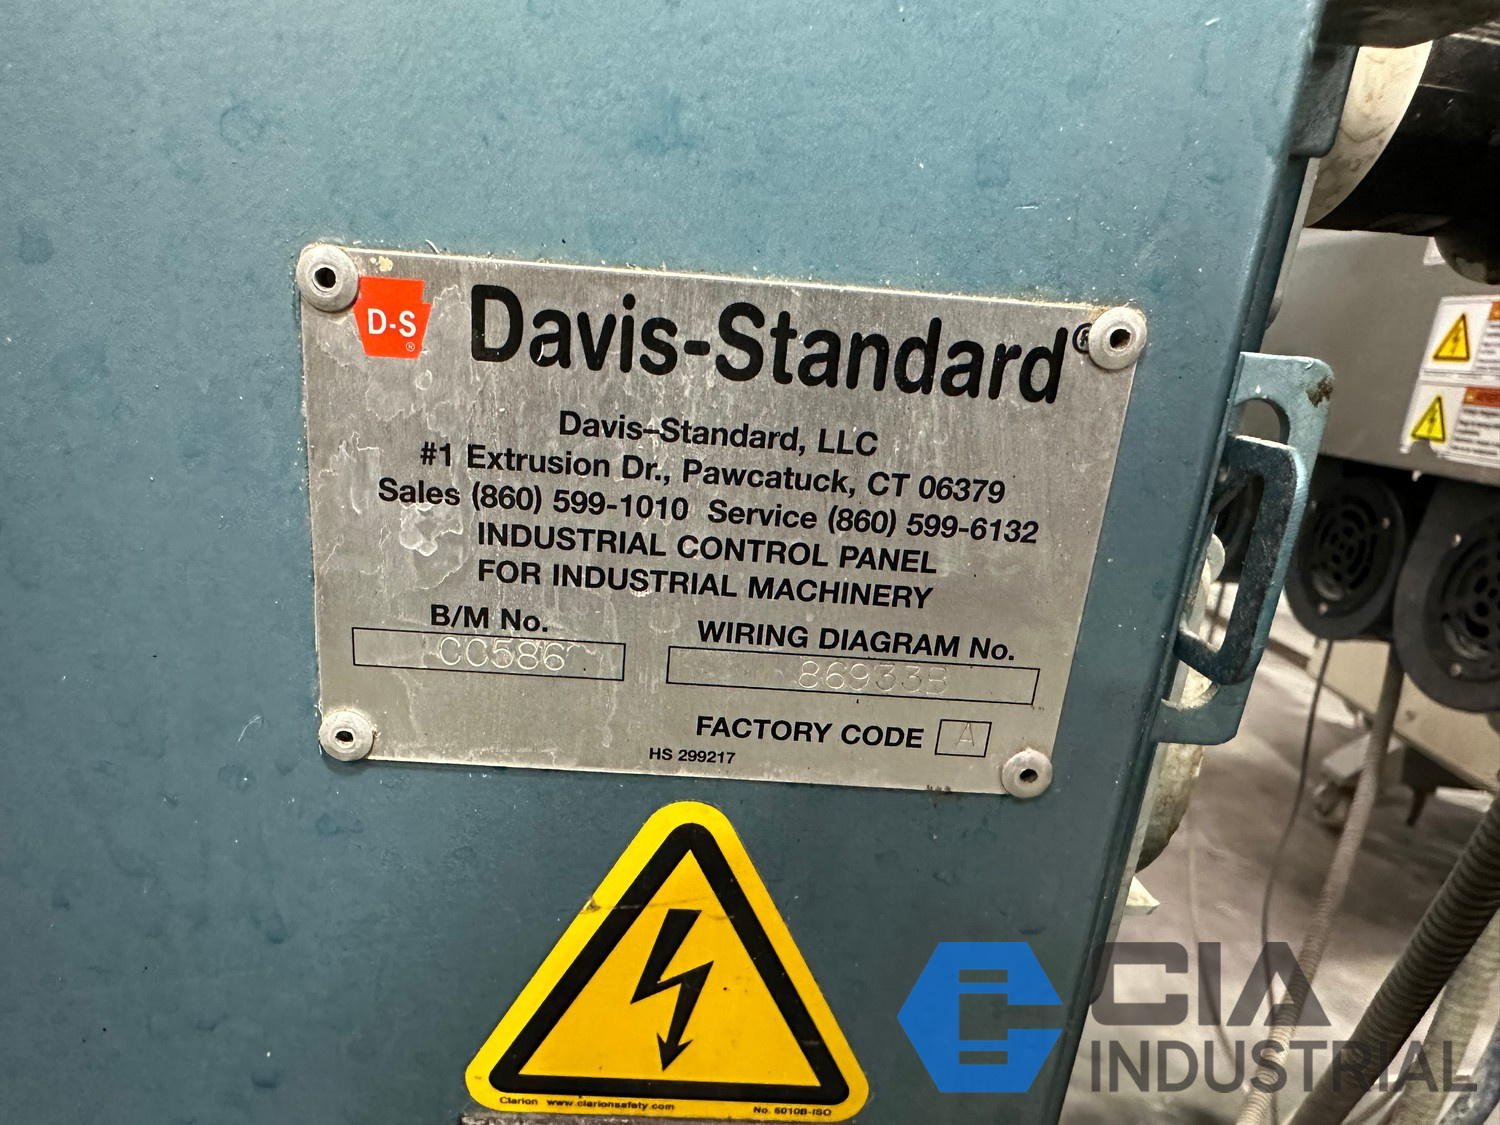 D-S
®
Davis-Standard®
Davis-Standard, LLC
#1 Extrusion Dr., Pawcatuck, CT 06379
Sales (860) 599-1010 Service (860) 599-6132
INDUSTRIAL CONTROL PANEL
FOR INDUSTRIAL MACHINERY
B/M No.
CC586
WIRING DIAGRAM No.
86933B
FACTORY CODE A
HS 299217
Clarion www.clarionsafety.com No. 6010B-ISO
CIA
INDUSTRIAL